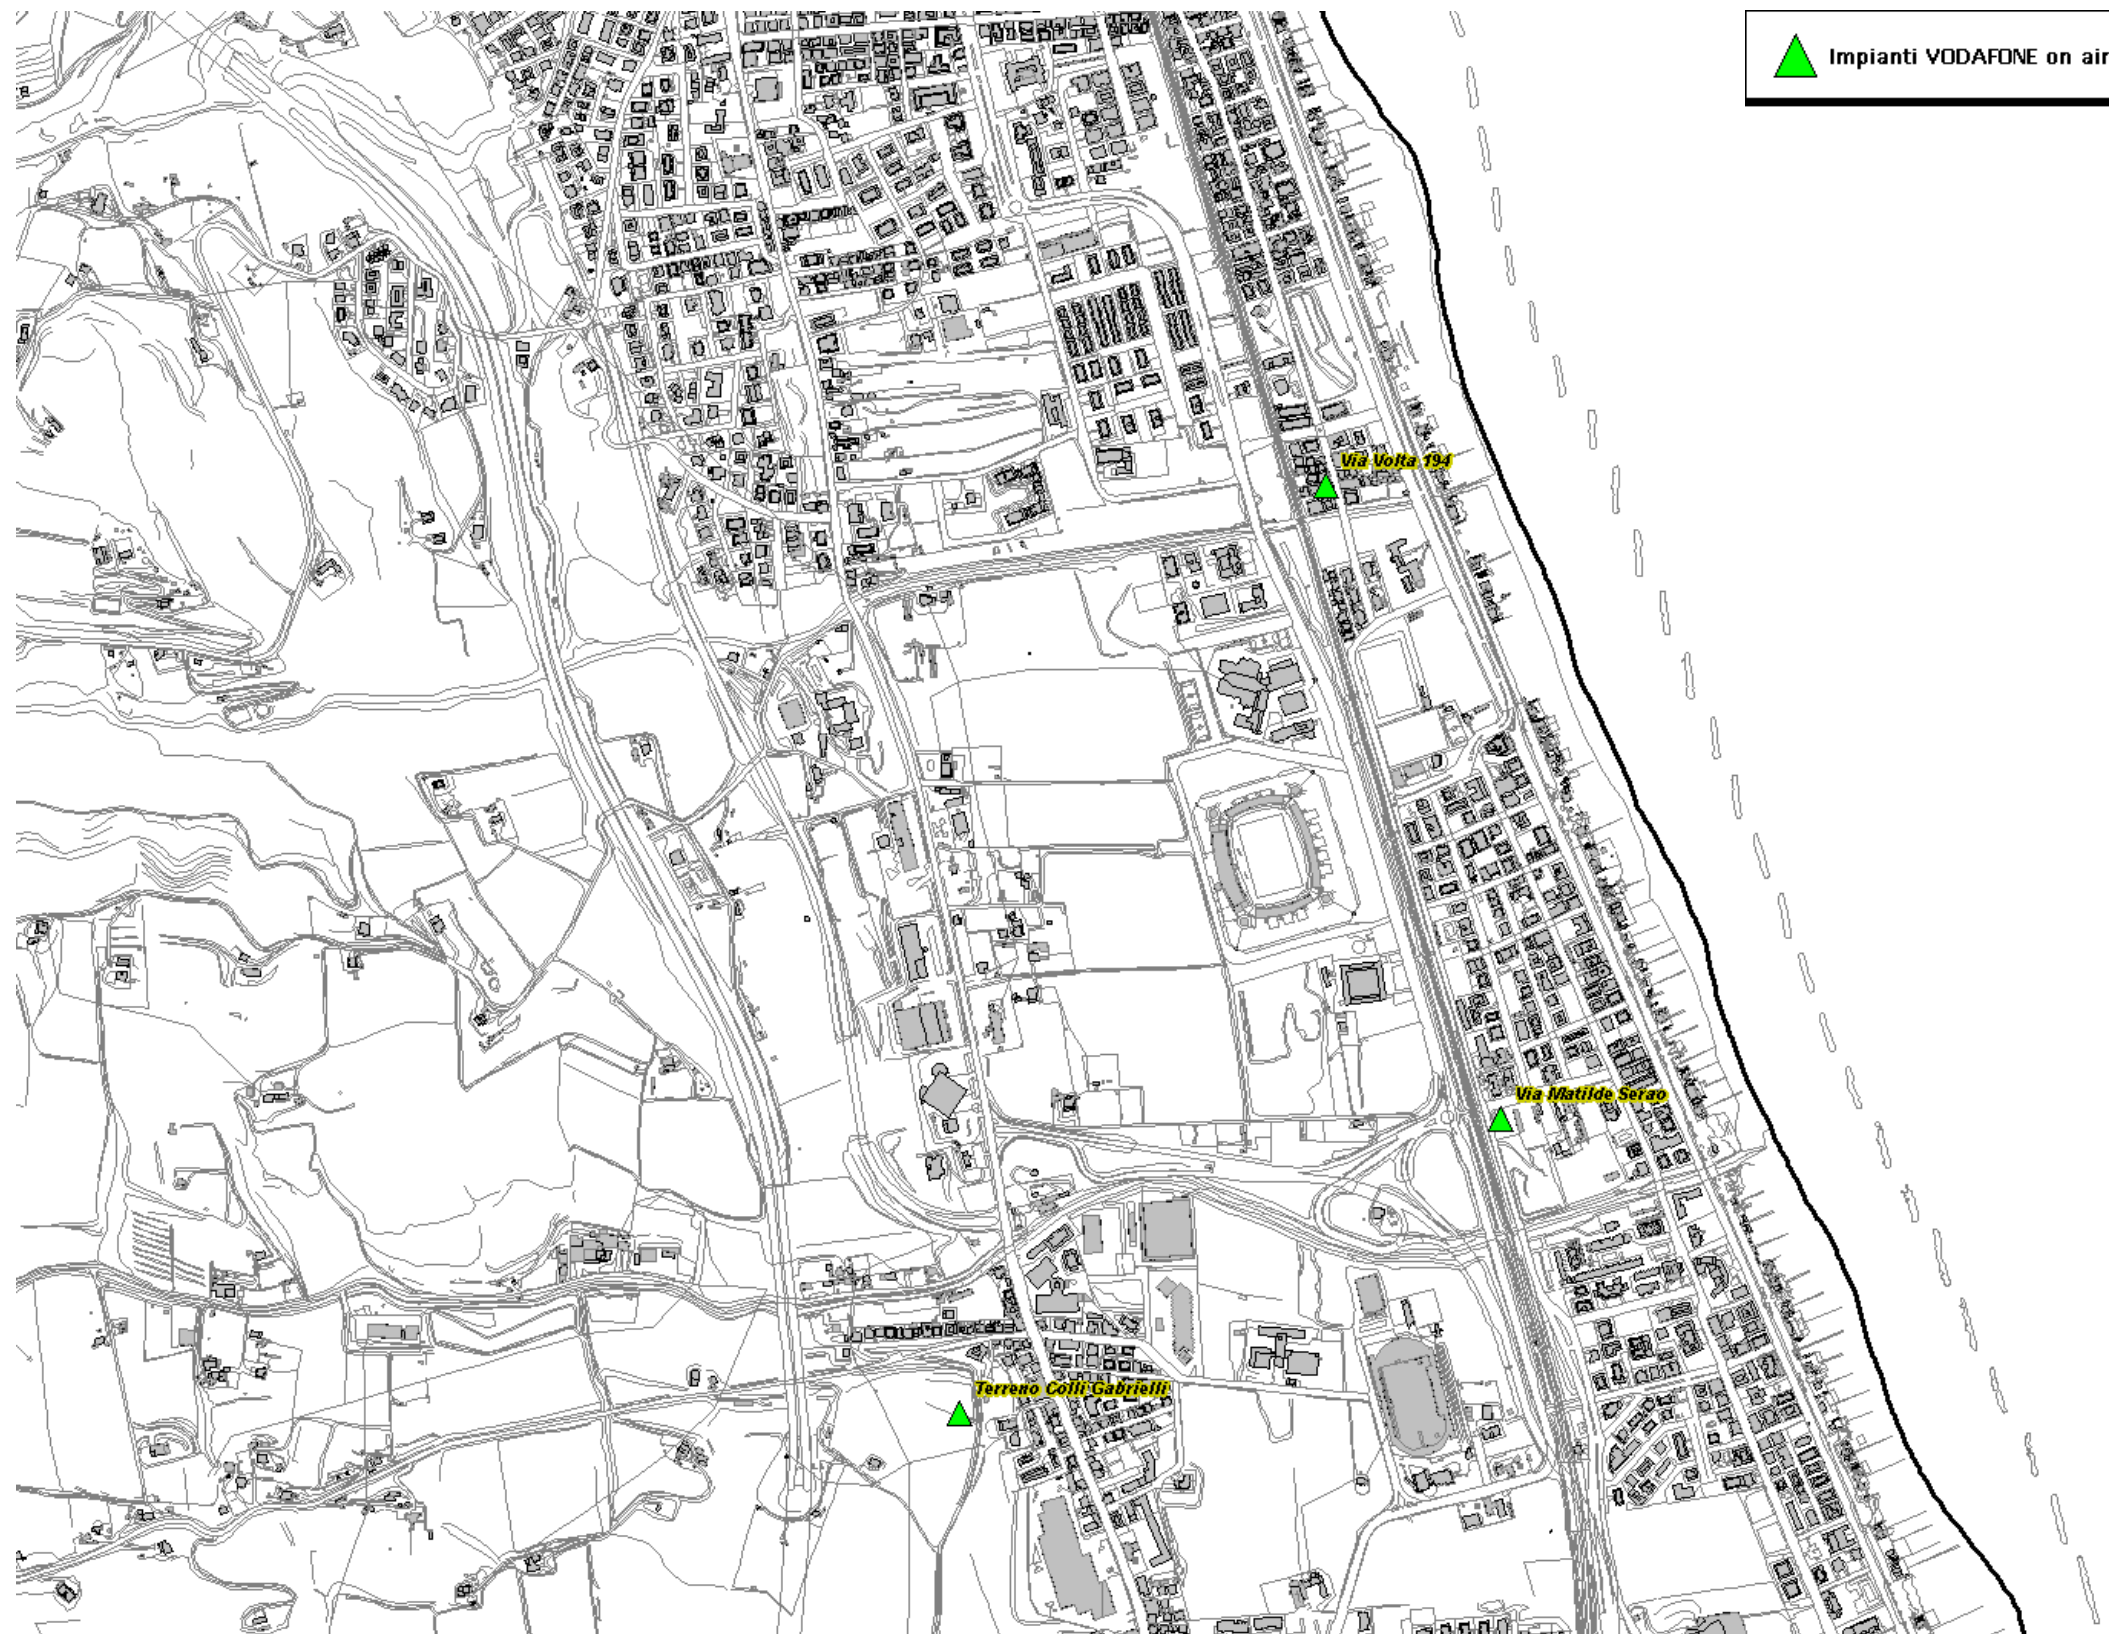 Impianti VODAFONE on air
Via Volta 194
Via Matilde Serao
Terreno Colli Gabrielli